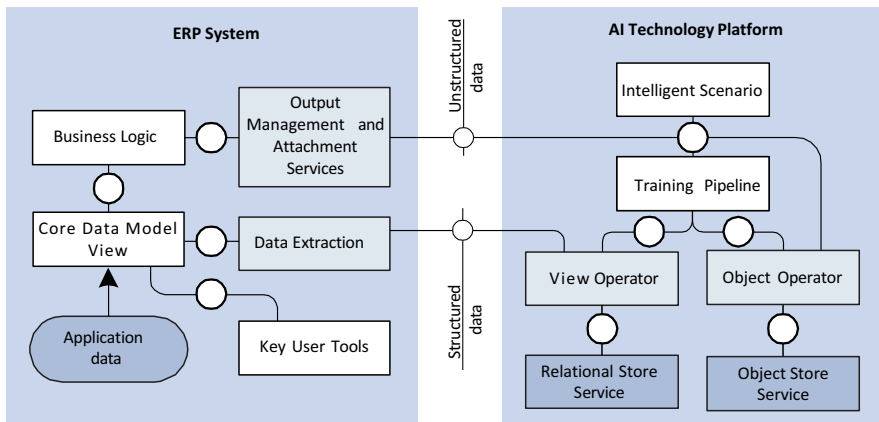 ERP System
Business Logic
Output
Management and
Attachment
Services
Core Data Model
View
Data Extraction
Application
data
Key User Tools
Unstructured
data
Structured
data
AI Technology Platform
Intelligent Scenario
Training Pipeline
View Operator
Object Operator
Relational Store
Service
Object Store
Service